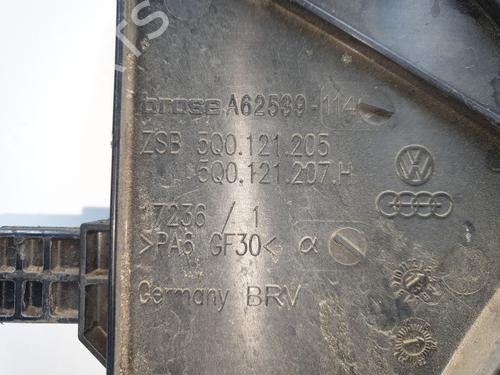 brose A62539-114
ZSB 5Q0.121.205
5Q0.121.207.H
7236 / 1
>PA6 GF30< α
Germany BRV